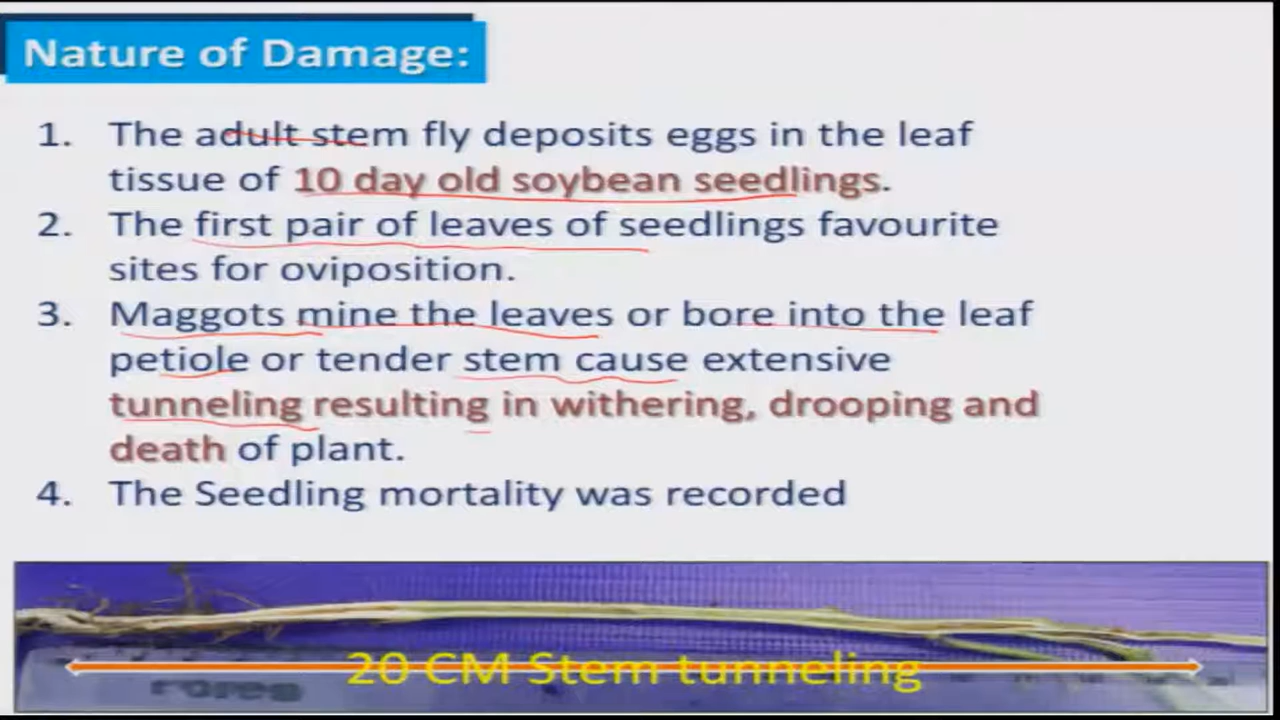 Nature of Damage:
1. The adult stem fly deposits eggs in the leaf
tissue of 10 day old soybean seedlings.
2. The first pair of leaves of seedlings favourite
sites for oviposition.
3. Maggots mine the leaves or bore into the leaf
petiole or tender stem cause extensive
tunneling resulting in withering, drooping and
death of plant.
4. The Seedling mortality was recorded
20 CM Stem tunneling